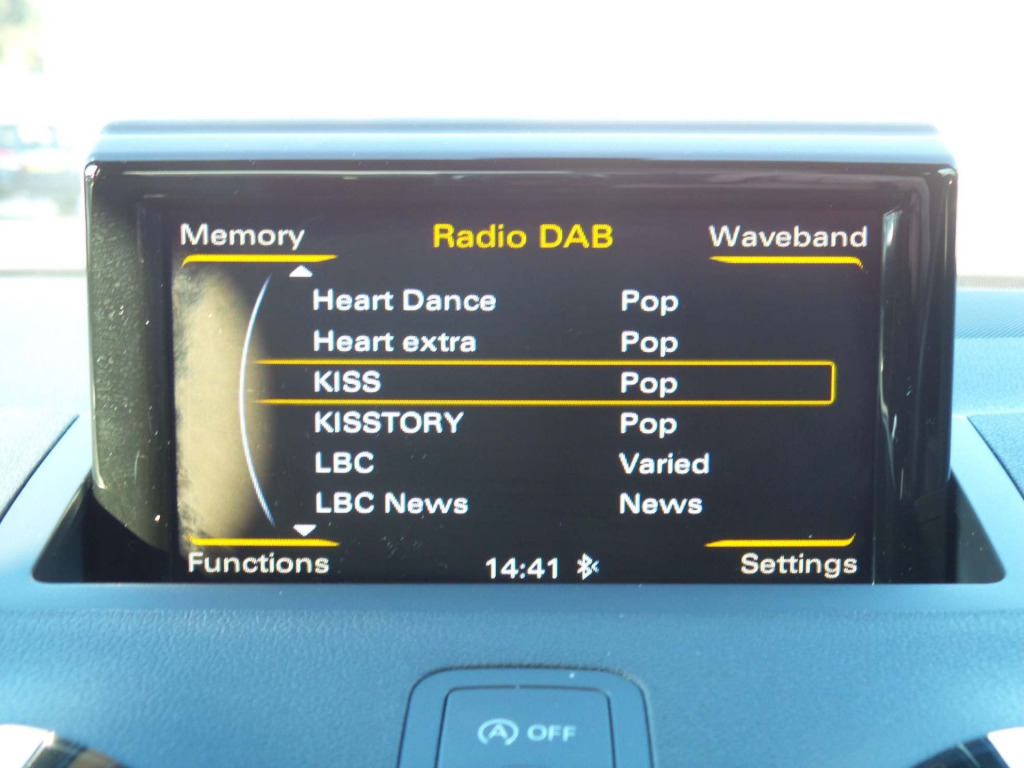 Memory Radio DAB Waveband
Heart Dance Pop
Heart extra Pop
KISS Pop
KISSTORY Pop
LBC Varied
LBC News News
Functions 14:41 Settings
A OFF